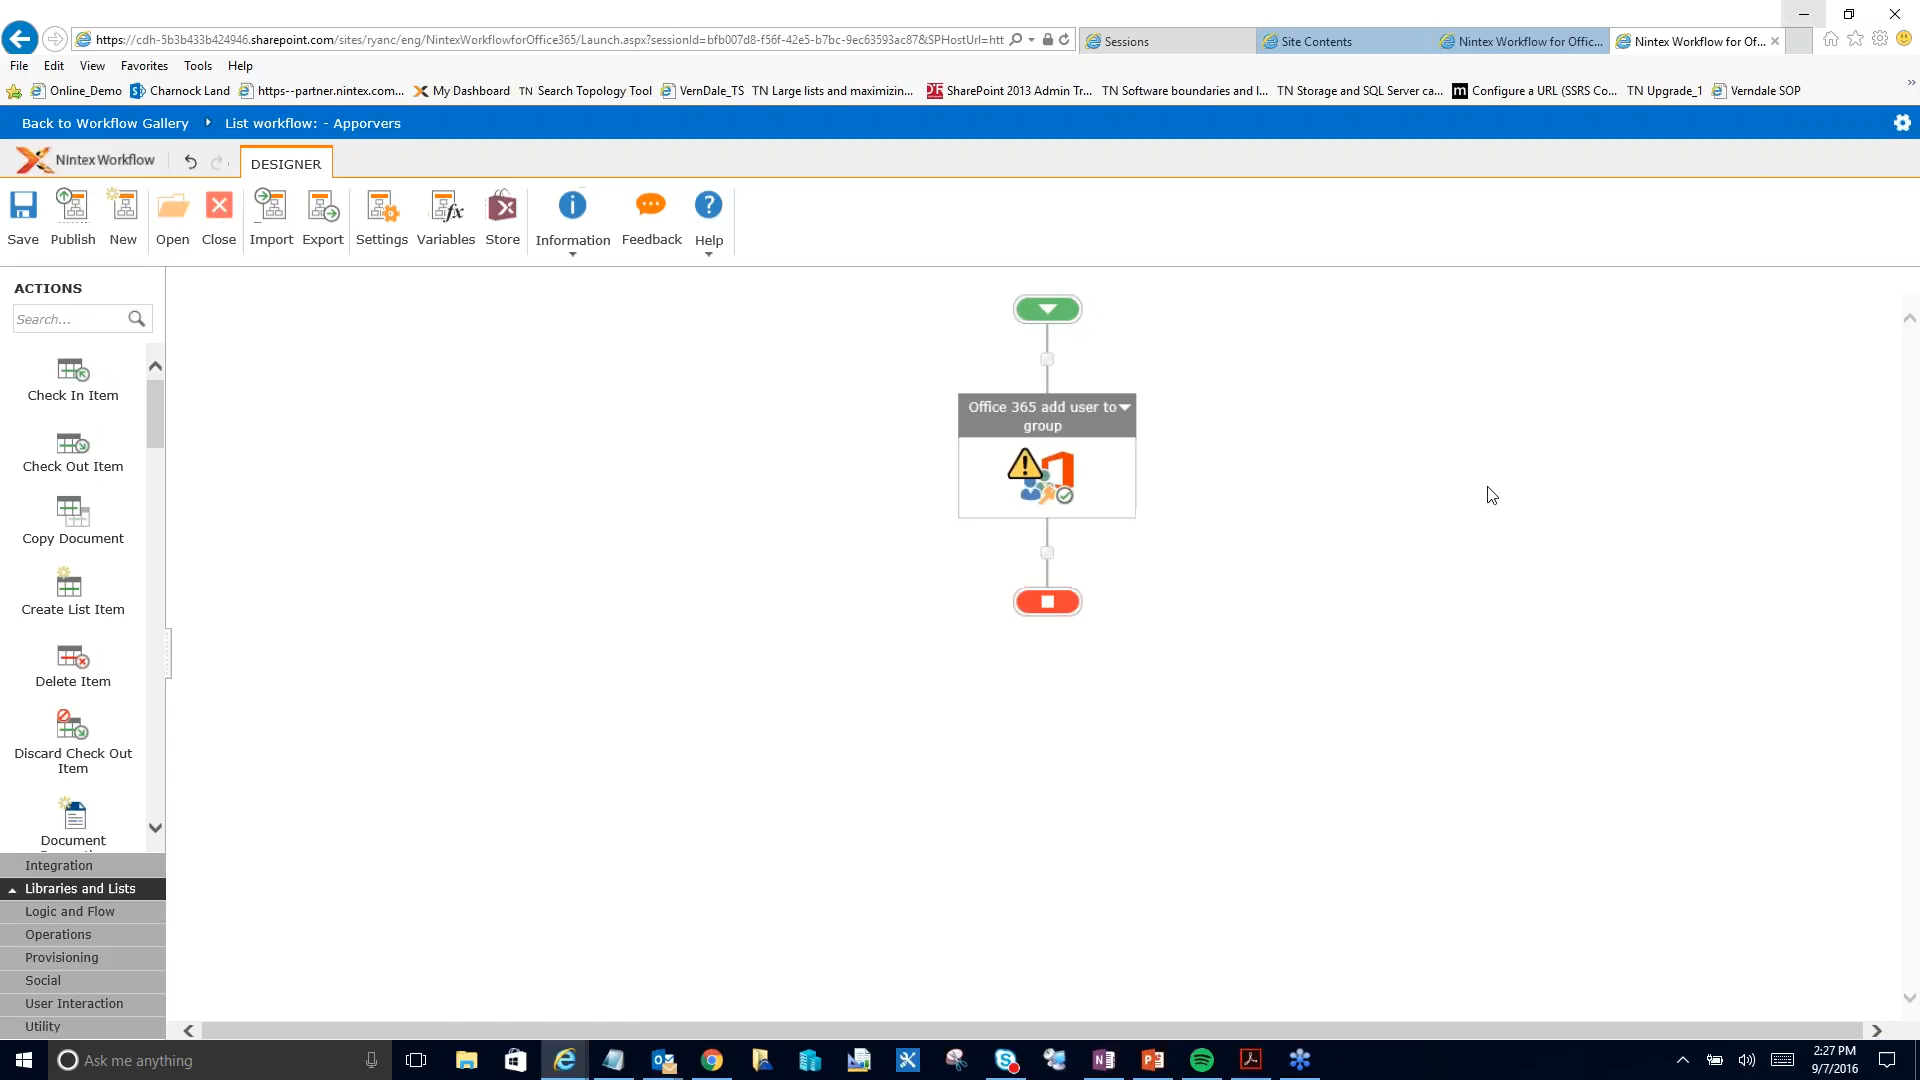 https://cdh-5b3b433b424946.sharepoint.com/sites/ryanc/eng/NintexWorkflowforOffice365/Launch.aspx?sessionId=bfb007d8-f56f-42e5-b7bc-9ec63593ac87&SPHostUrl=htt
Sessions
Site Contents
Nintex Workflow for Offic...
Nintex Workflow for Of...
File Edit View Favorites Tools Help
Online_Demo Charnock Land https--partner.nintex.com... My Dashboard TN Search Topology Tool VernDale_TS TN Large lists and maximizin... SharePoint 2013 Admin Tr... TN Software boundaries and l... TN Storage and SQL Server ca... m Configure a URL (SSRS Co... TN Upgrade_1 Verndale SOP
Back to Workflow Gallery List workflow: - Apporvers
Nintex Workflow DESIGNER
Save Publish New Open Close Import Export Settings Variables Store Information Feedback Help
ACTIONS
Search...
Check In Item
Check Out Item
Copy Document
Create List Item
Delete Item
Discard Check Out
Item
Document
Integration
Libraries and Lists
Logic and Flow
Operations
Provisioning
Social
User Interaction
Utility
Office 365 add user to
group
Ask me anything
2:27 PM
9/7/2016